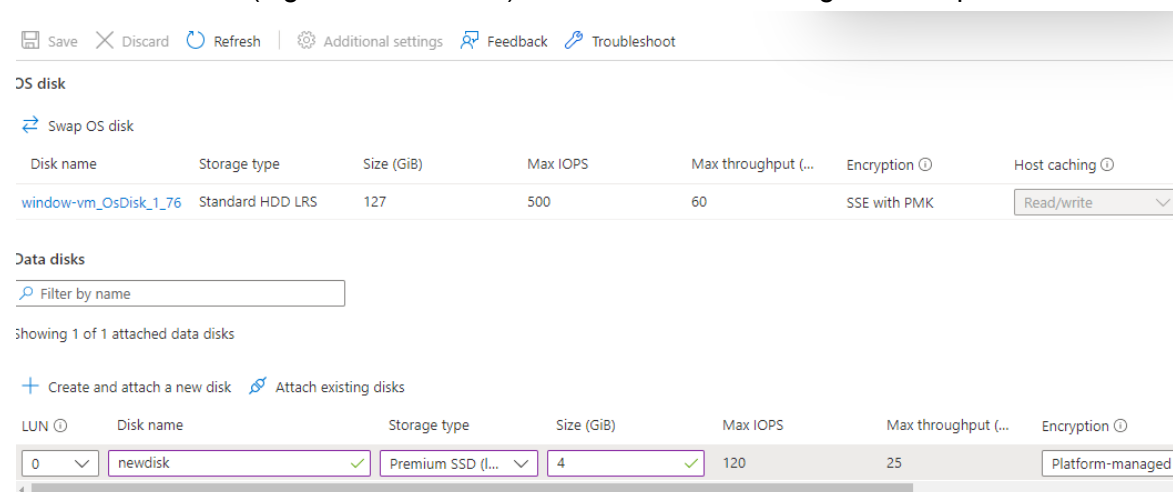 Save Discard Refresh Additional settings Feedback Troubleshoot
OS disk
Swap OS disk
Disk name Storage type Size (GiB) Max IOPS Max throughput (... Encryption Host caching
window-vm_OsDisk_1_76 Standard HDD LRS 127 500 60 SSE with PMK Read/write
Data disks
Filter by name
Showing 1 of 1 attached data disks
Create and attach a new disk Attach existing disks
LUN Disk name Storage type Size (GiB) Max IOPS Max throughput (... Encryption
0 newdisk Premium SSD (l... 4 120 25 Platform-managed